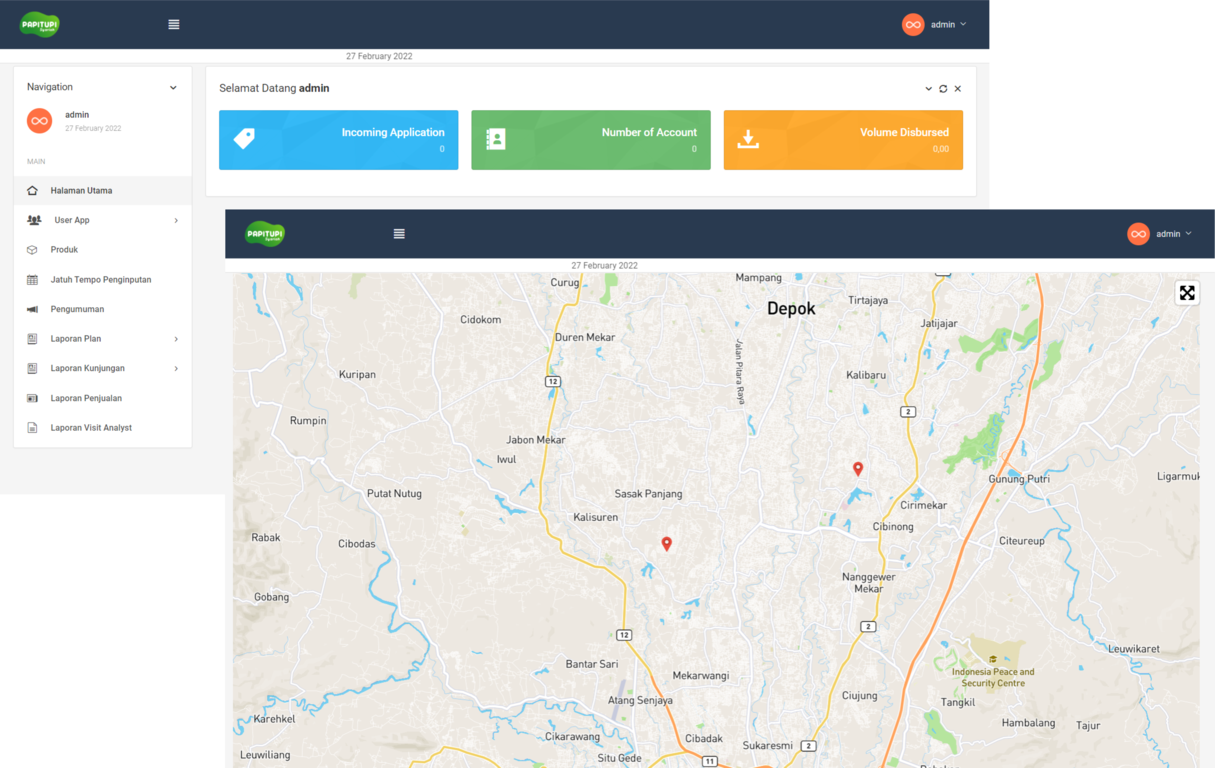 PAPITUPI
Syariah
admin
27 February 2022
Navigation
admin
27 February 2022
MAIN
Halaman Utama
User App
Produk
Jatuh Tempo Penginputan
Pengumuman
Laporan Plan
Laporan Kunjungan
Laporan Penjualan
Laporan Visit Analyst
Selamat Datang admin
Incoming Application
0
Number of Account
0
Volume Disbursed
0,00
PAPITUPI
Syariah
admin
27 February 2022
Mampang
Curug
Depok
Tirtajaya
Cidokom
Jatijajar
Duren Mekar
Jalan Pitara Raya
Kuripan
Kalibaru
12
2
Rumpin
Jabon Mekar
Iwul
Gunung Putri
Ligarmuk
Putat Nutug
Sasak Panjang
Cirimekar
Kalisuren
Cibinong
Rabak
Cibodas
Citeureup
Nanggewer
Mekar
Gobang
2
12
Leuwikaret
Bantar Sari
Indonesia Peace and
Security Centre
Mekarwangi
Ciujung
Atang Senjaya
Tangkil
Karehkel
Hambalang
Tajur
Cikarawang
Cibadak
Sukaresmi
2
Leuwiliang
Situ Gede
11